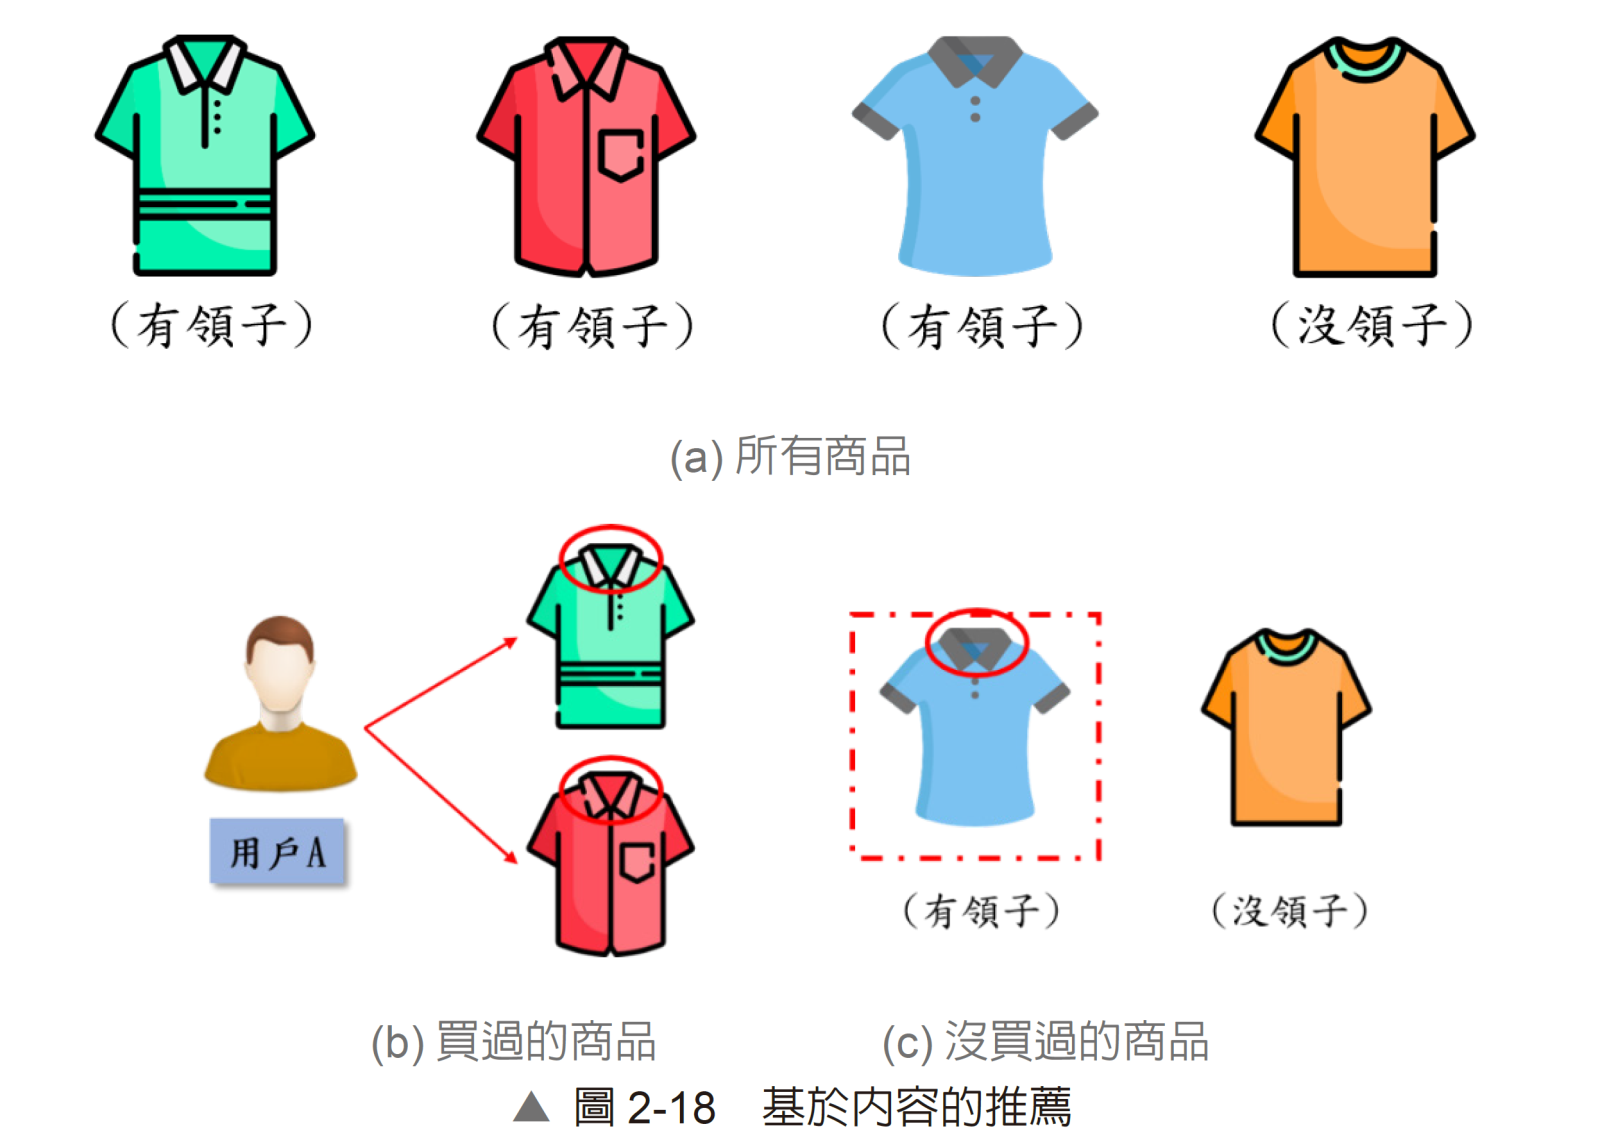 （有領子） （有領子） （有領子） （沒領子）
(a) 所有商品
用戶A
（有領子） （沒領子）
(b) 買過的商品 (c) 沒買過的商品
▲ 圖 2-18 基於内容的推薦